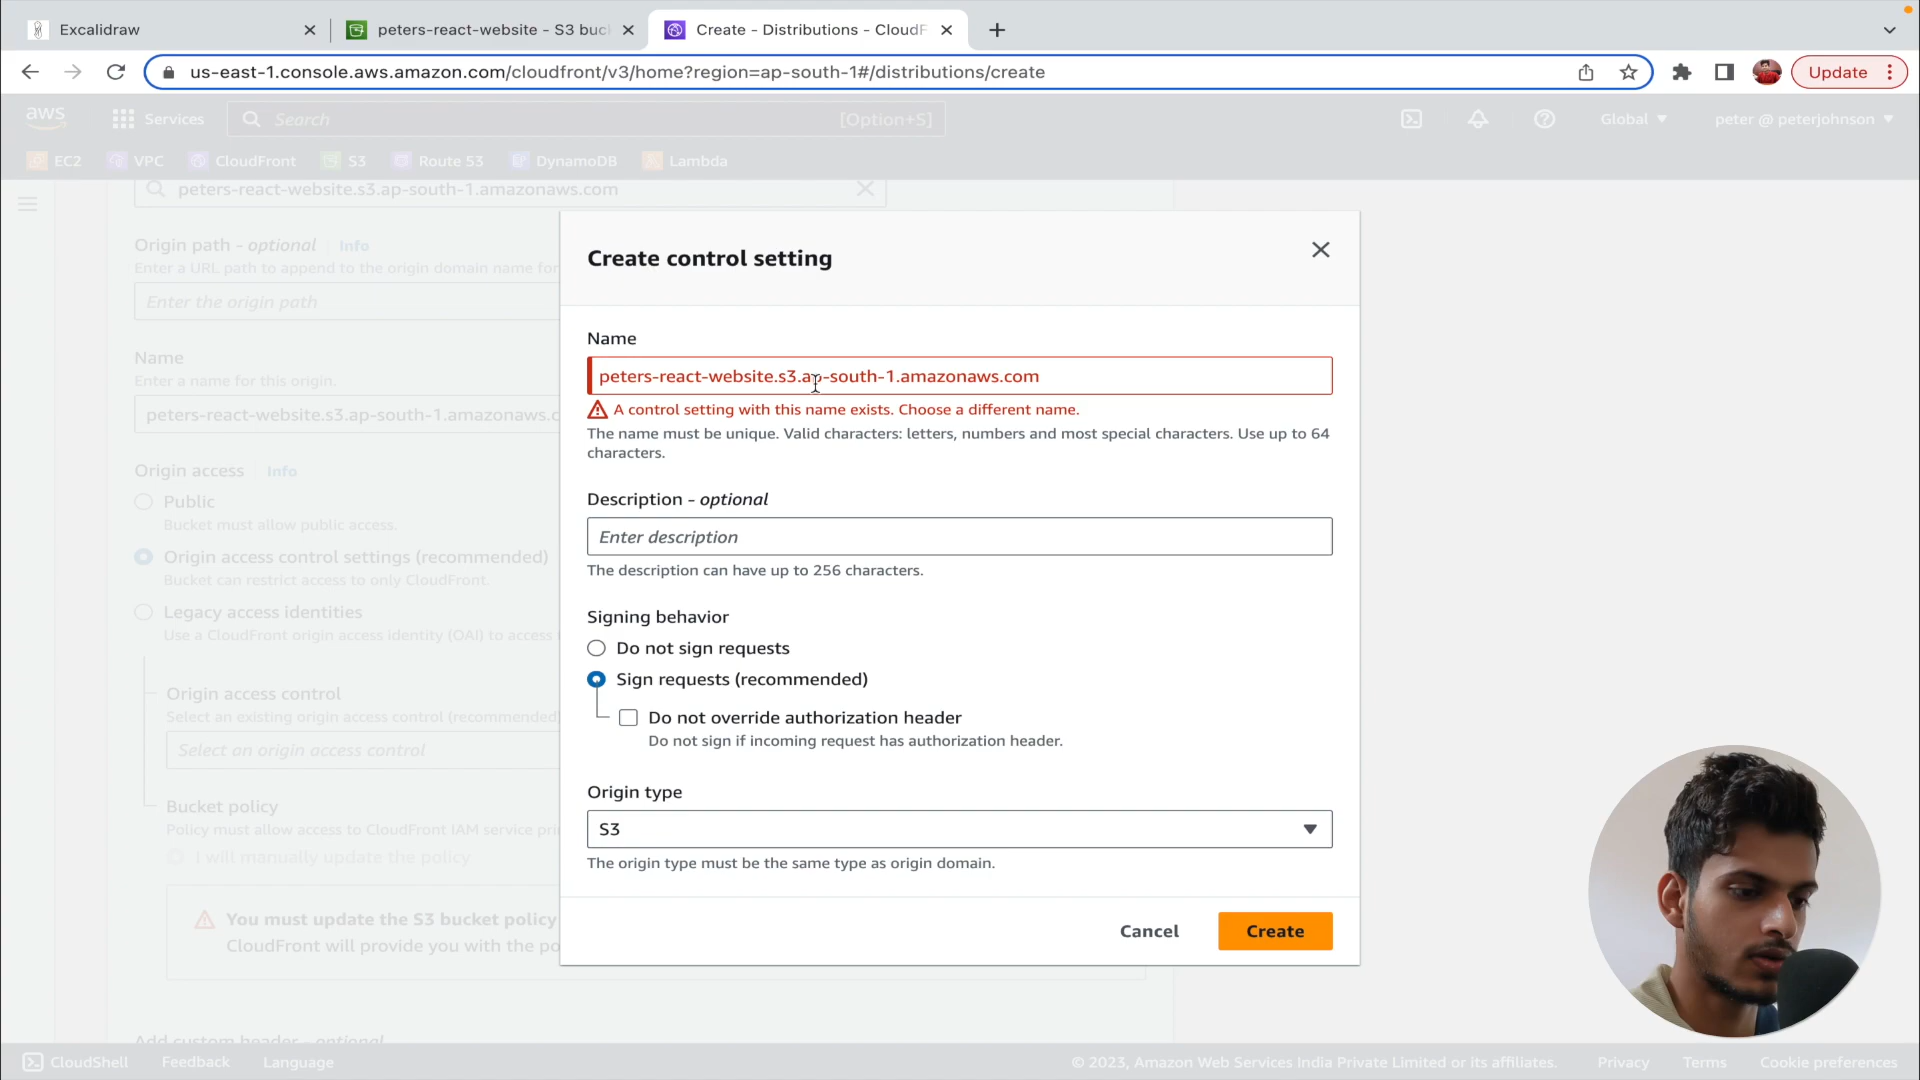 Excalidraw
peters-react-website - S3 buc
Create - Distributions - CloudF
us-east-1.console.aws.amazon.com/cloudfront/v3/home?region=ap-south-1#/distributions/create
Update
aws
Services
Search
[Option+S]
Global
peter @ peterjohnson
EC2
VPC
CloudFront
S3
Route 53
DynamoDB
Lambda
peters-react-website.s3.ap-south-1.amazonaws.com
Origin path - optional
Info
Enter a URL path to append to the origin domain name for
Enter the origin path
Name
Enter a name for this origin.
peters-react-website.s3.ap-south-1.amazonaws.c
Origin access
Info
Public
Bucket must allow public access.
Origin access control settings (recommended)
Bucket can restrict access to only CloudFront
Legacy access identities
Use a CloudFront origin access identity (OAI) to access
Origin access control
Select an existing origin access control (recommended)
Select an origin access control
Bucket policy
Policy must allow access to CloudFront IAM service pri
I will manually update the policy
You must update the S3 bucket policy
CloudFront will provide you with the po
Add custom header - optional
Create control setting
Name
peters-react-website.s3.ap-south-1.amazonaws.com
A control setting with this name exists. Choose a different name.
The name must be unique. Valid characters: letters, numbers and most special characters. Use up to 64
characters.
Description - optional
Enter description
The description can have up to 256 characters.
Signing behavior
Do not sign requests
Sign requests (recommended)
Do not override authorization header
Do not sign if incoming request has authorization header.
Origin type
S3
The origin type must be the same type as origin domain.
Cancel
Create
CloudShell
Feedback
Language
© 2023, Amazon Web Services India Private Limited or its affiliates.
Privacy
Terms
Cookie preferences